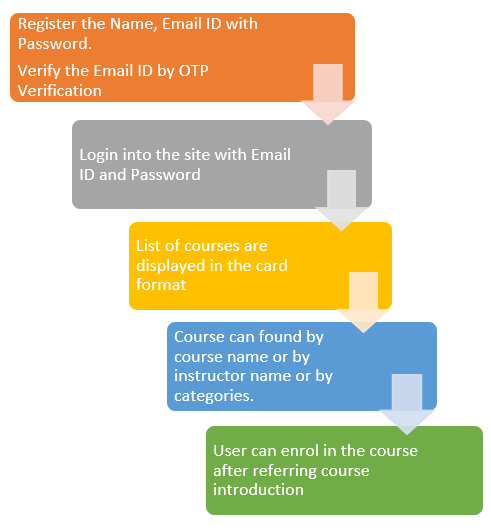 Register the Name, Email ID with
Password.
Verify the Email ID by OTP
Verification
Login into the site with Email
ID and Password
List of courses are
displayed in the card
format
Course can found by
course name or by
instructor name or by
categories.
User can enrol in the course
after referring course
introduction